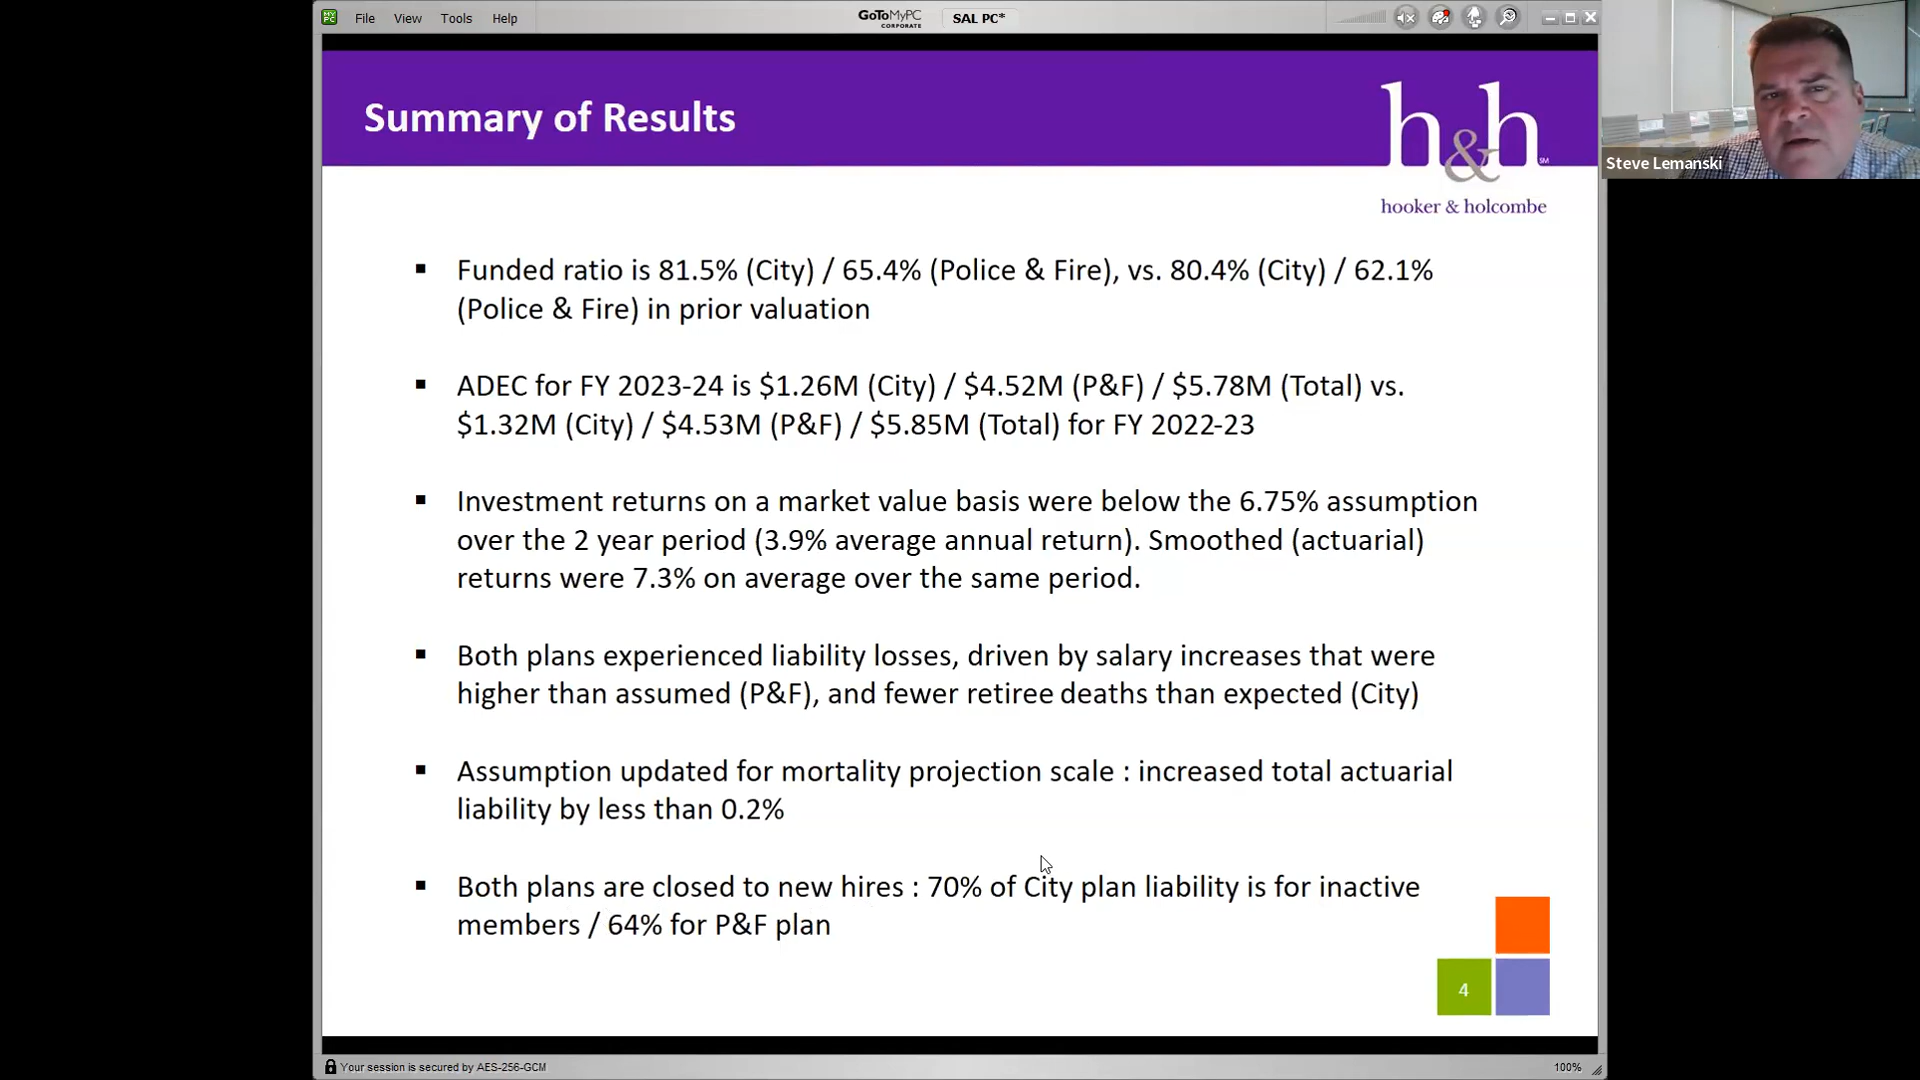 MY
PC
File View Tools Help
GoToMyPC
CORPORATE
SAL PC*
Summary of Results
h&h
SM
hooker & holcombe
Steve Lemanski
▪ Funded ratio is 81.5% (City) / 65.4% (Police & Fire), vs. 80.4% (City) / 62.1%
(Police & Fire) in prior valuation
▪ ADEC for FY 2023-24 is $1.26M (City) / $4.52M (P&F) / $5.78M (Total) vs.
$1.32M (City) / $4.53M (P&F) / $5.85M (Total) for FY 2022-23
▪ Investment returns on a market value basis were below the 6.75% assumption
over the 2 year period (3.9% average annual return). Smoothed (actuarial)
returns were 7.3% on average over the same period.
▪ Both plans experienced liability losses, driven by salary increases that were
higher than assumed (P&F), and fewer retiree deaths than expected (City)
▪ Assumption updated for mortality projection scale : increased total actuarial
liability by less than 0.2%
▪ Both plans are closed to new hires : 70% of City plan liability is for inactive
members / 64% for P&F plan
4
Your session is secured by AES-256-GCM
100%